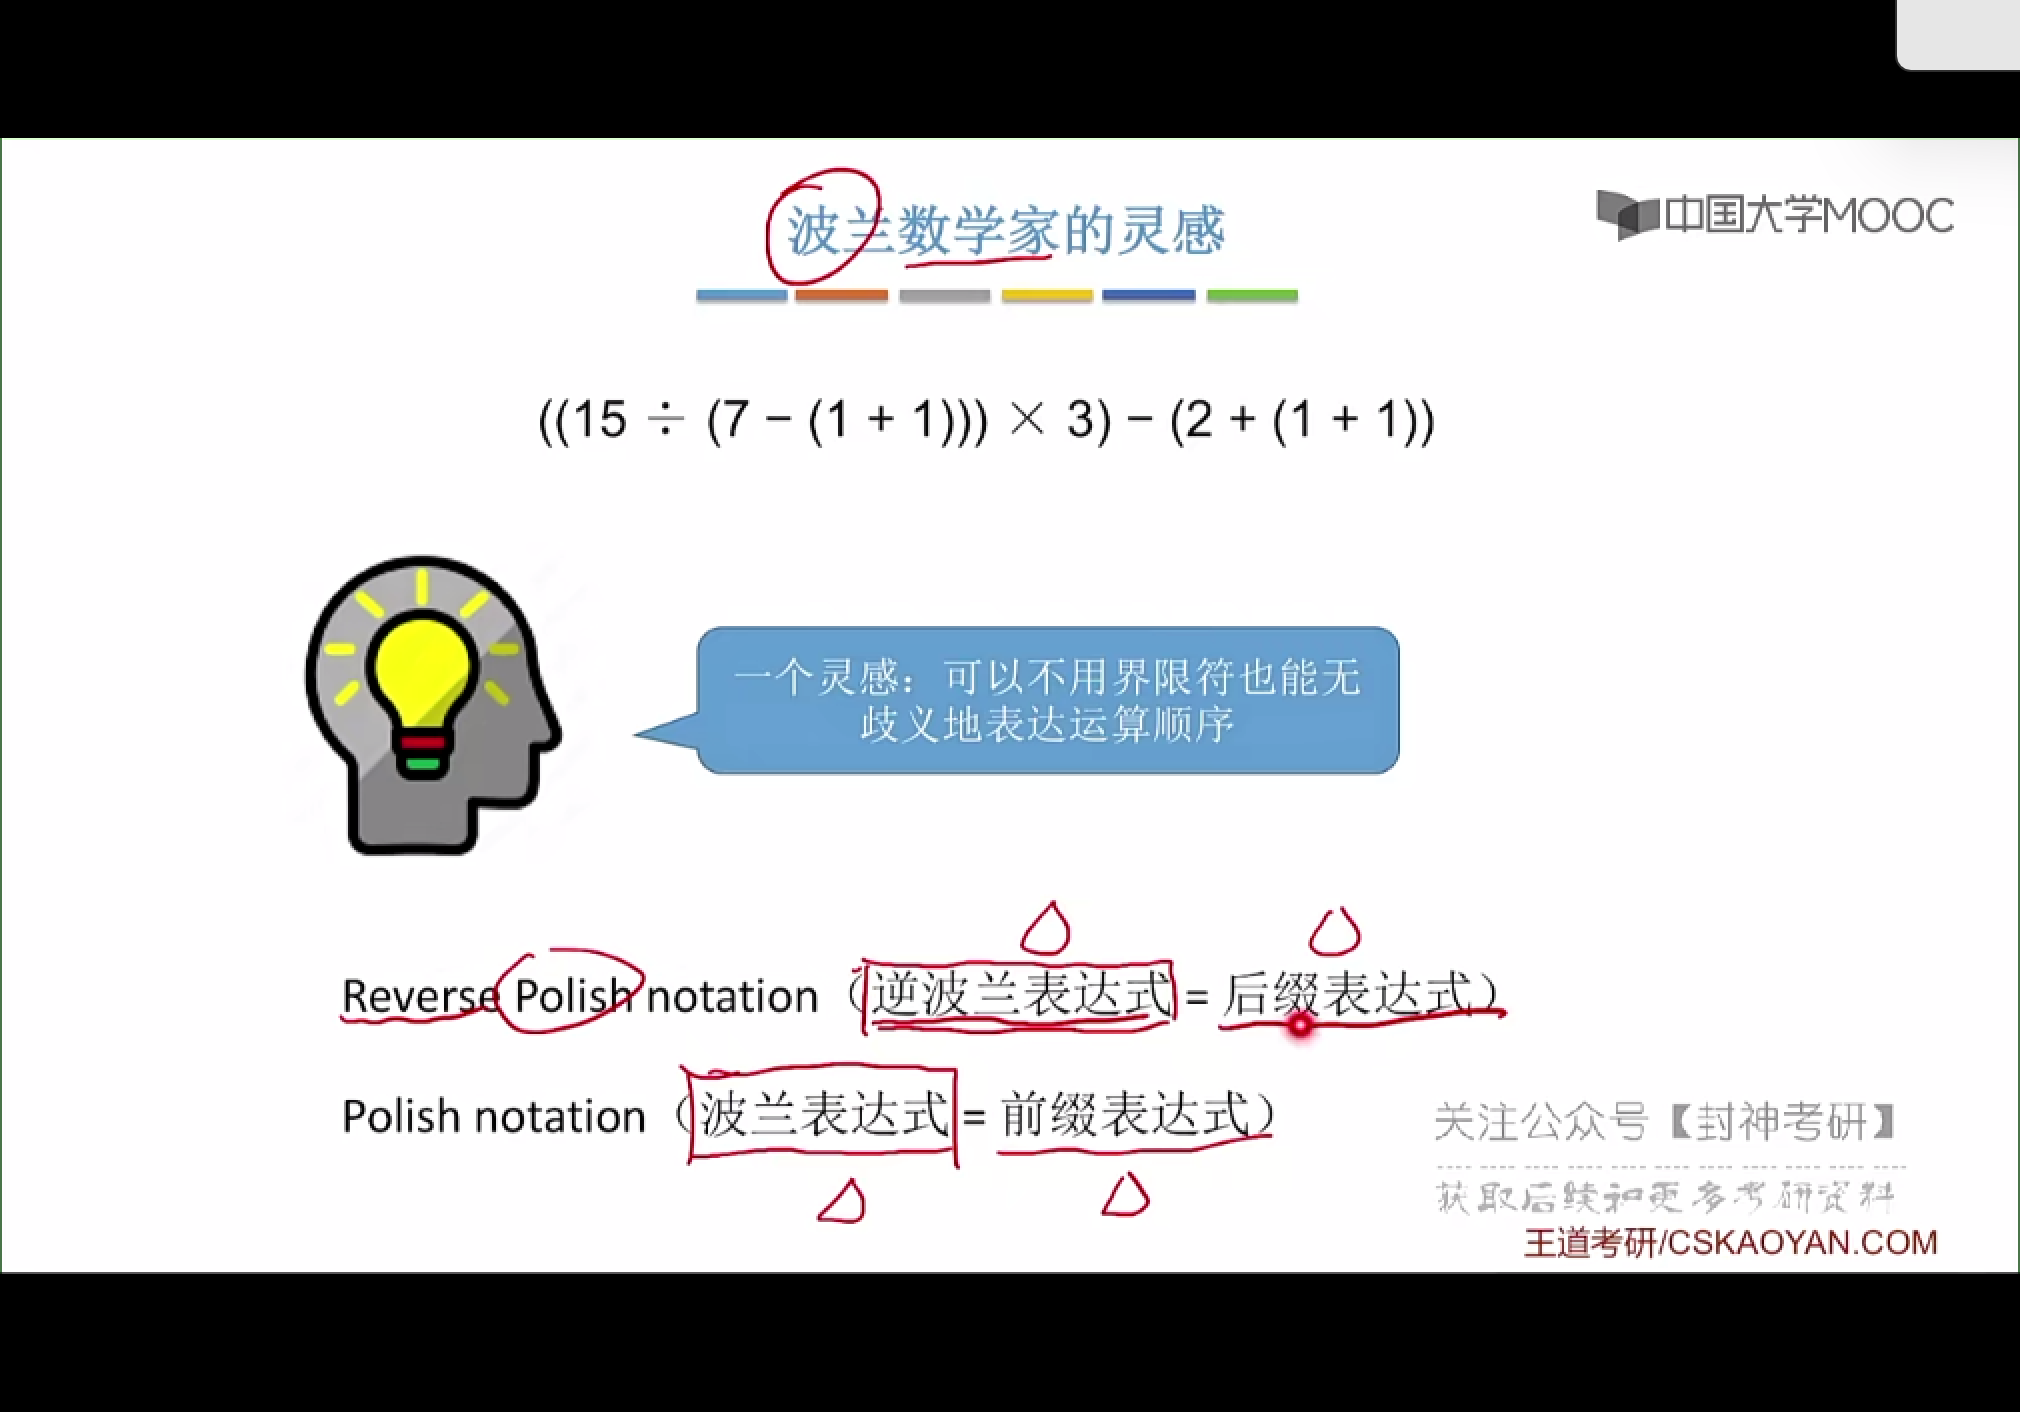 波兰数学家的灵感
中国大学MOOC
((15 ÷ (7 − (1 + 1))) × 3) − (2 + (1 + 1))
一个灵感：可以不用界限符也能无
歧义地表达运算顺序
Reverse Polish notation（逆波兰表达式 = 后缀表达式）
Polish notation（波兰表达式 = 前缀表达式）
关注公众号【封神考研】
获取后续和更多考研资料
王道考研/CSKAOYAN.COM